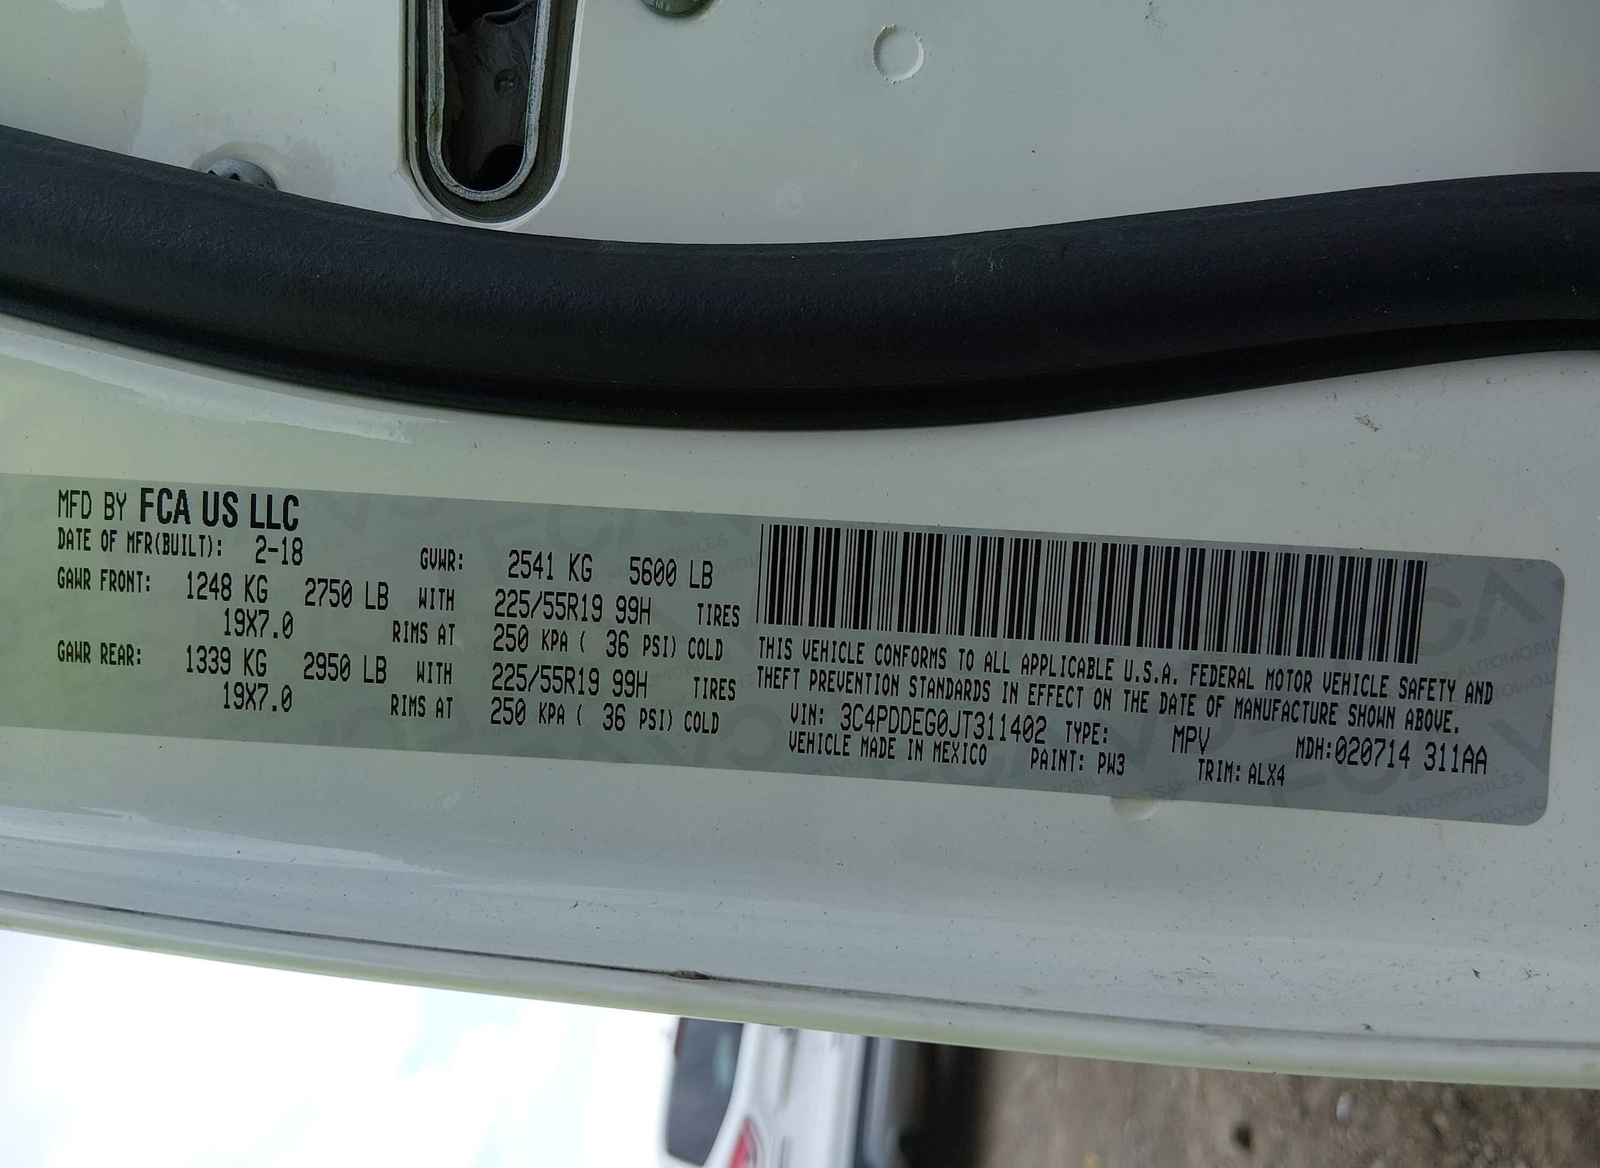 MFD BY FCA US LLC
DATE OF MFR(BUILT): 2-18 GVWR: 2541 KG 5600 LB
GAWR FRONT: 1248 KG 2750 LB WITH 225/55R19 99H TIRES
19X7.0 RIMS AT 250 KPA ( 36 PSI) COLD
GAWR REAR: 1339 KG 2950 LB WITH 225/55R19 99H TIRES
19X7.0 RIMS AT 250 KPA ( 36 PSI) COLD
THIS VEHICLE CONFORMS TO ALL APPLICABLE U.S.A. FEDERAL MOTOR VEHICLE SAFETY AND
THEFT PREVENTION STANDARDS IN EFFECT ON THE DATE OF MANUFACTURE SHOWN ABOVE.
VIN: 3C4PDDEG0JT311402 TYPE: MPV MDH:020714 311AA
VEHICLE MADE IN MEXICO PAINT: PW3 TRIM: ALX4